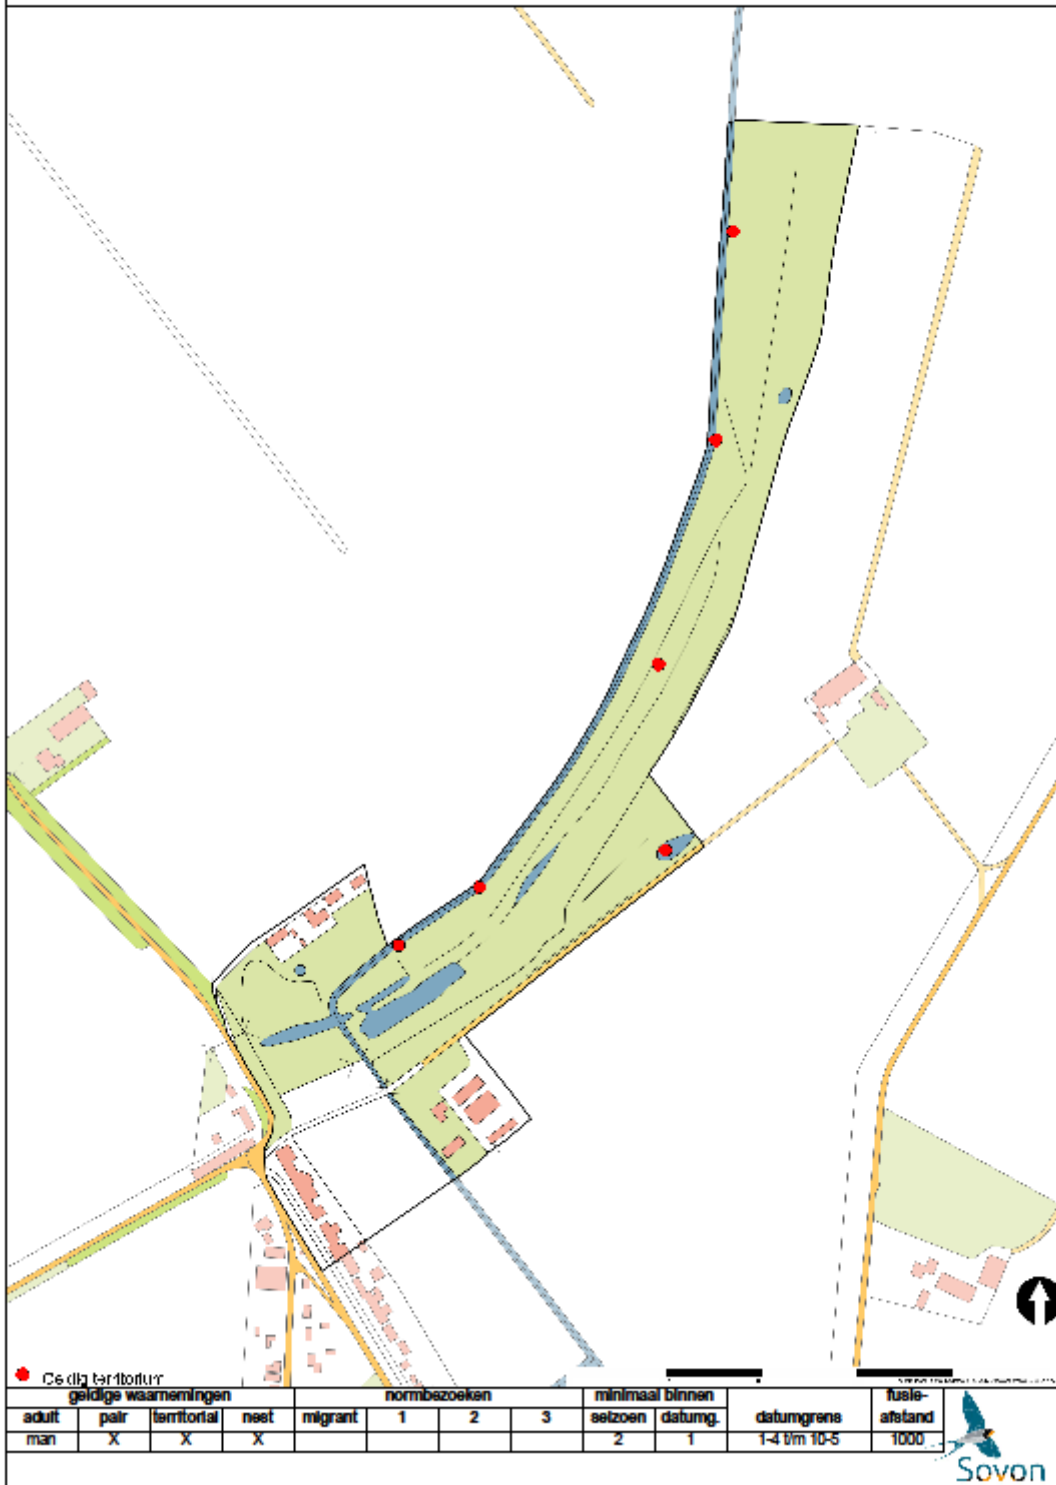 Geldig territorium
geldige waarnemingen normbezoeken minimaal binnen fusie-
adult pair territorial nest migrant 1 2 3 seizoen datumg. datumgrens afstand
man X X X 2 1 1-4 t/m 10-5 1000
Sovon